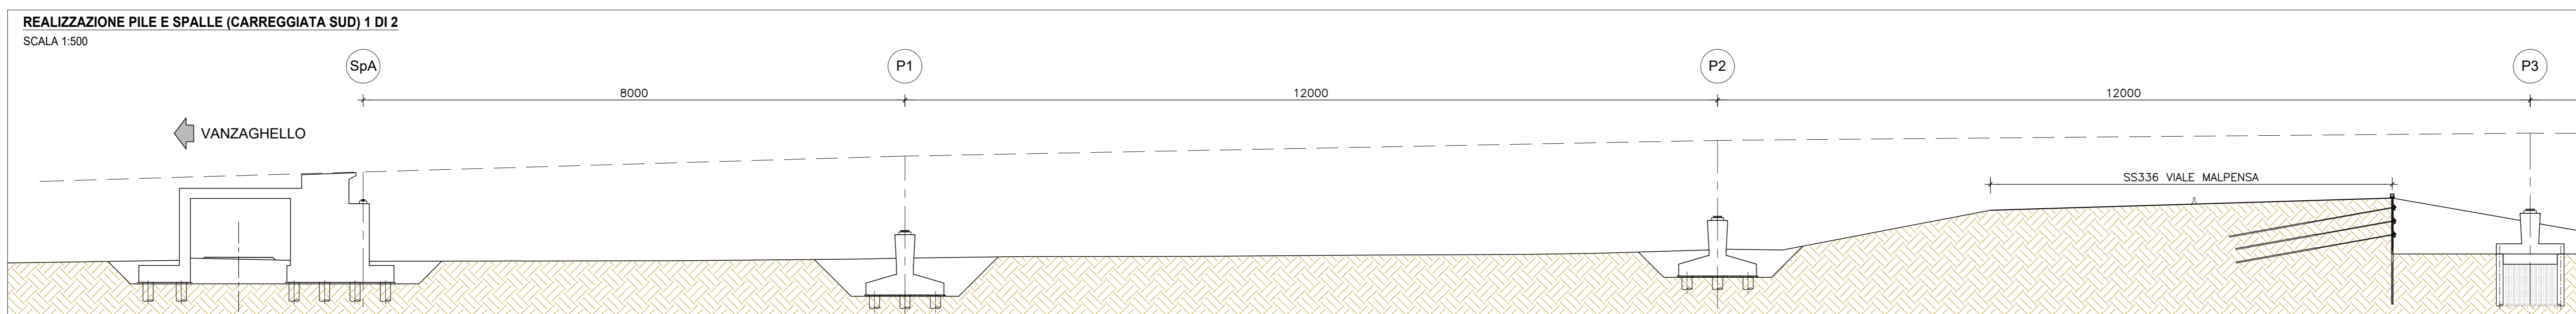 REALIZZAZIONE PILE E SPALLE (CARREGGIATA SUD) 1 DI 2
SCALA 1:500
SpA
P1
P2
P3
8000
12000
12000
VANZAGHELLO
SS336 VIALE MALPENSA